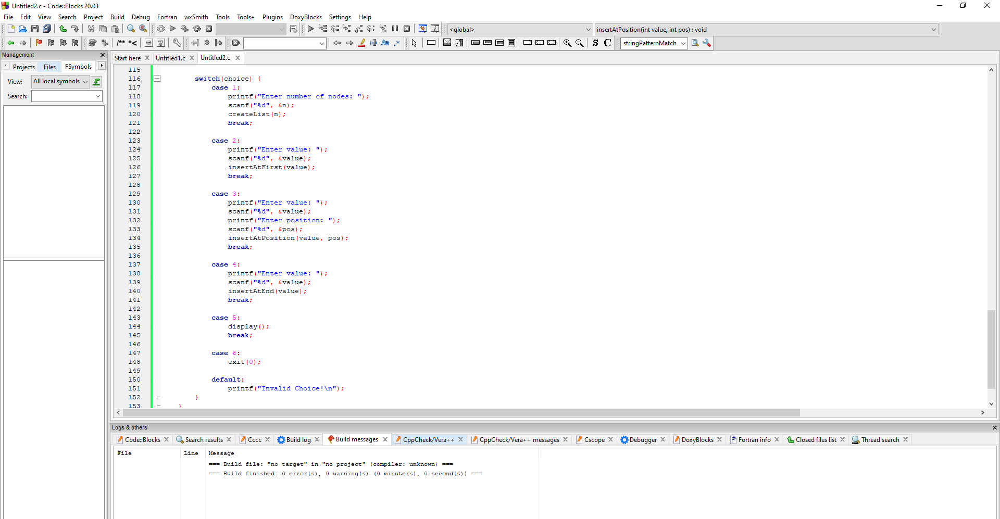 Untitled2.c - Code::Blocks 20.03
File Edit View Search Project Build Debug Fortran wxSmith Tools Tools+ Plugins DoxyBlocks Settings Help
<global> insertAtPosition(int value, int pos) : void
/** *< Aa .* S C stringPatternMatch
Management
Projects Files FSymbols
View: All local symbols
Search:
Start here Untitled1.c Untitled2.c
115
116 switch(choice) {
117 case 1:
118 printf("Enter number of nodes: ");
119 scanf("%d", &n);
120 createList(n);
121 break;
122
123 case 2:
124 printf("Enter value: ");
125 scanf("%d", &value);
126 insertAtFirst(value);
127 break;
128
129 case 3:
130 printf("Enter value: ");
131 scanf("%d", &value);
132 printf("Enter position: ");
133 scanf("%d", &pos);
134 insertAtPosition(value, pos);
135 break;
136
137 case 4:
138 printf("Enter value: ");
139 scanf("%d", &value);
140 insertAtEnd(value);
141 break;
142
143 case 5:
144 display();
145 break;
146
147 case 6:
148 exit(0);
149
150 default:
151 printf("Invalid Choice!\n");
152 }
153 }
Logs & others
Code::Blocks Search results Cccc Build log Build messages CppCheck/Vera++ CppCheck/Vera++ messages Cscope Debugger DoxyBlocks Fortran info Closed files list Thread search
File Line Message
=== Build file: "no target" in "no project" (compiler: unknown) ===
=== Build finished: 0 error(s), 0 warning(s) (0 minute(s), 0 second(s)) ===